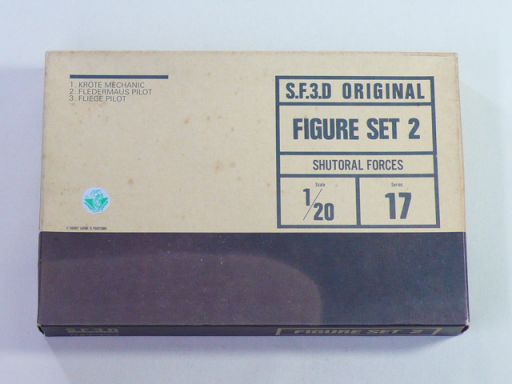 1. KRÖTE MECHANIC
2. FLEDERMAUS PILOT
3. FLIEGE PILOT
S.F.3.D ORIGINAL
FIGURE SET 2
SHUTORAL FORCES
Scale
1/20
Series
17
S.F.3.D
FIGURE SET 2